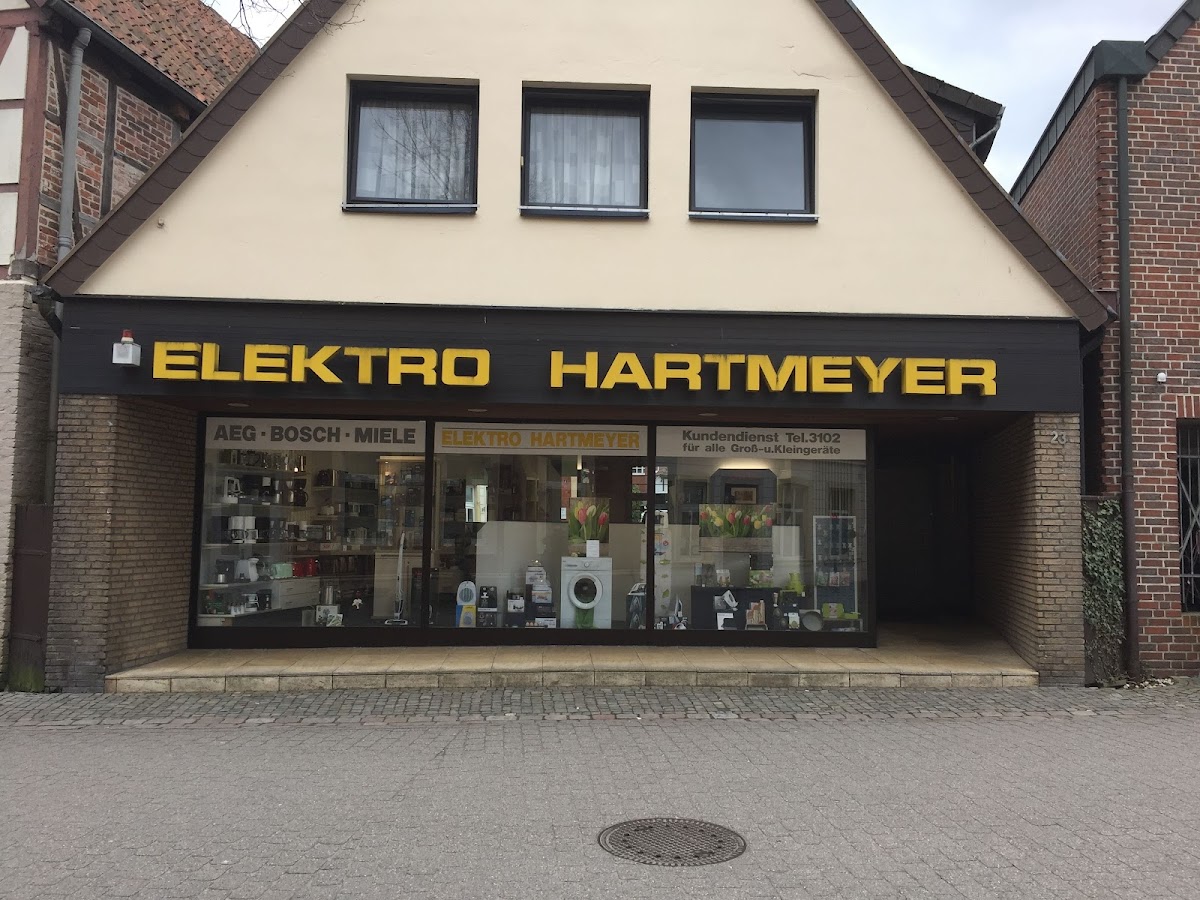 ELEKTRO HARTMEYER
AEG · BOSCH · MIELE
ELEKTRO HARTMEYER
Kundendienst Tel.3102
für alle Groß-u.Kleingeräte
23